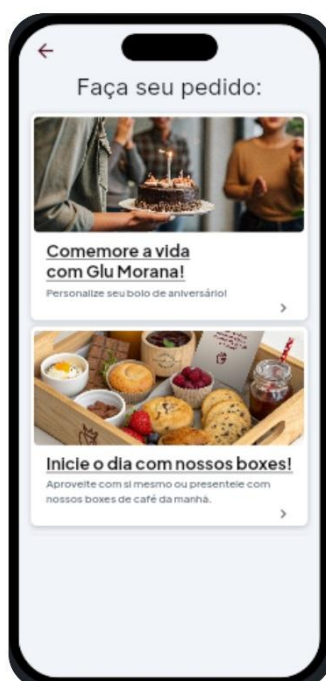 Faça seu pedido:
Comemore a vida
com Glu Morana!
Personalize seu bolo de aniversário!
Inicie o dia com nossos boxes!
Aproveite com si mesmo ou presenteie com
nossos boxes de café da manhã.